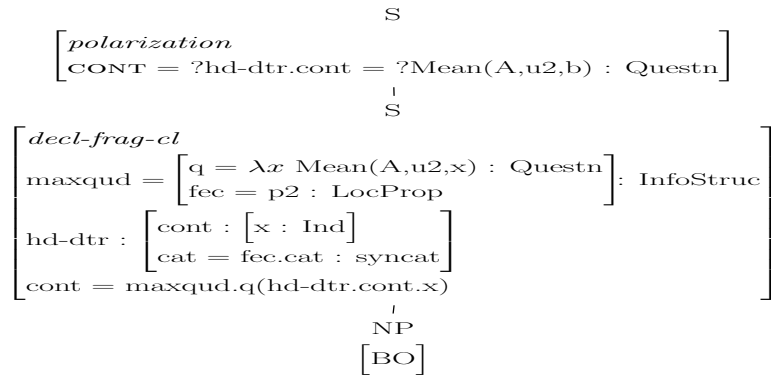 S
polarization
CONT = ?hd-dtr.cont = ?Mean(A,u2,b) : Questn
S
decl-frag-cl
maxqud = [q = λx Mean(A,u2,x) : Questn
fec = p2 : LocProp]: InfoStruc
hd-dtr : [cont : [x : Ind]
cat = fec.cat : syncat]
cont = maxqud.q(hd-dtr.cont.x)
NP
[BO]